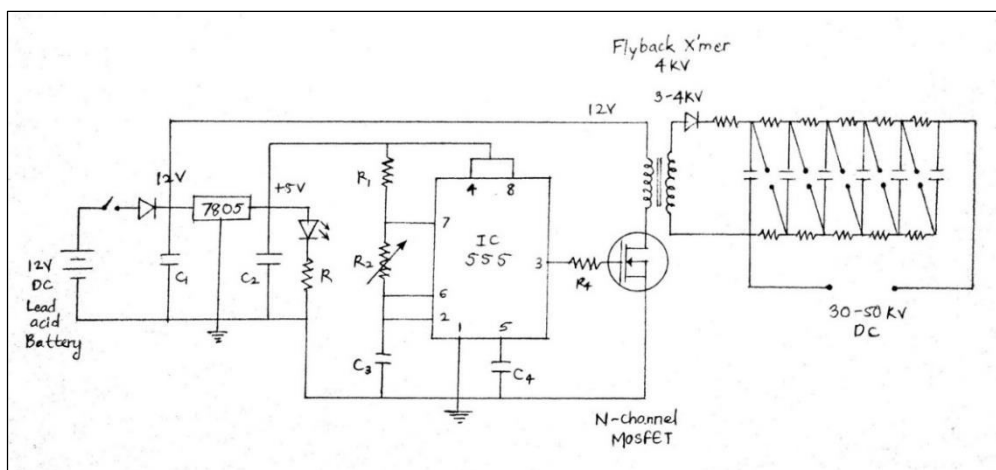 Flyback X'mer
4KV
3-4KV
12V
12V
7805
+5V
R₁
4 8
7
IC
555
R₂
3
R₄
6
2
1 5
12V
DC
Lead
acid
Battery
C₁
C₂
R
C₃
C₄
30-50 KV
DC
N-channel
MOSFET